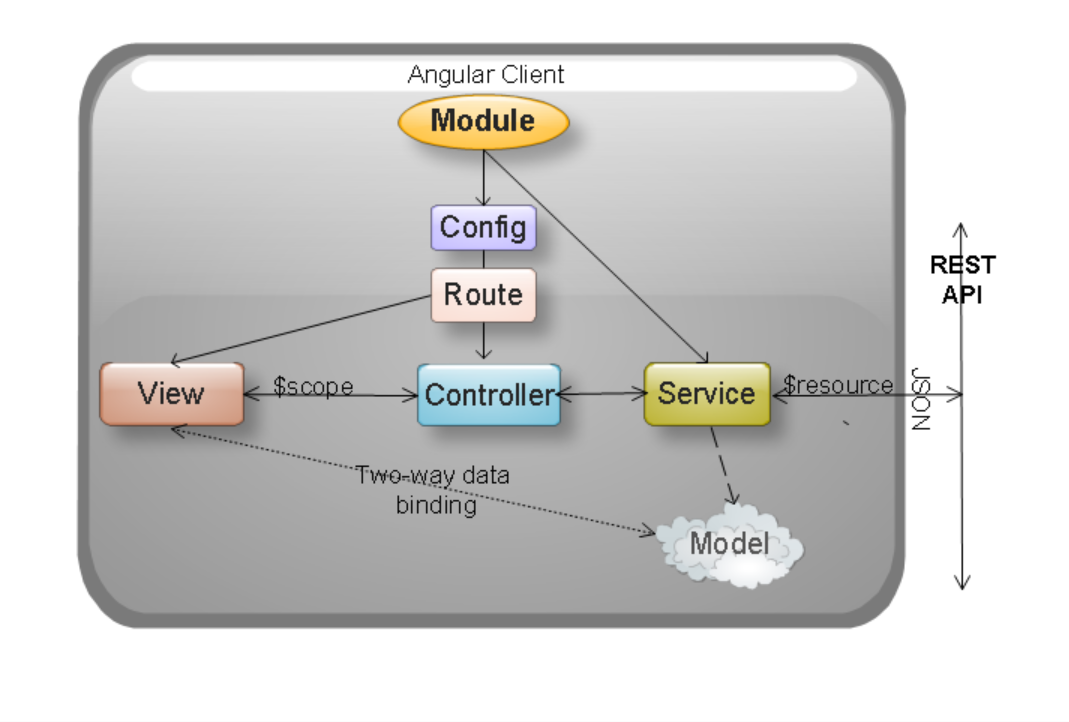 Angular Client
Module
Config
Route
REST
API
View
$scope
Controller
Service
$resource
JSON
Two-way data
binding
Model